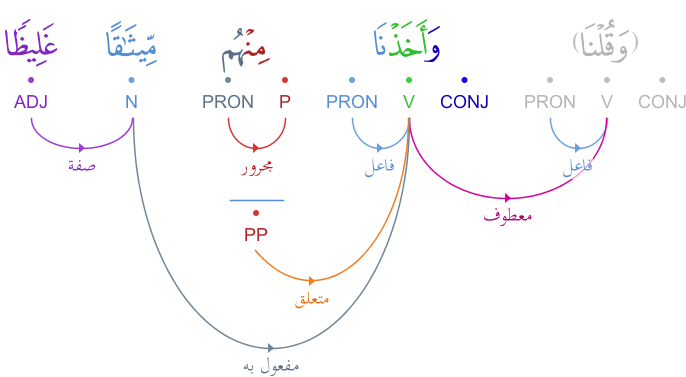 (وَقُلْنَا) وَأَخَذْنَا مِنْهُم مِّيثَٰقًا غَلِيظًا
CONJ V PRON CONJ V PRON P PRON N ADJ
فاعل فاعل مجرور صفة
معطوف
PP
متعلق
مفعول به